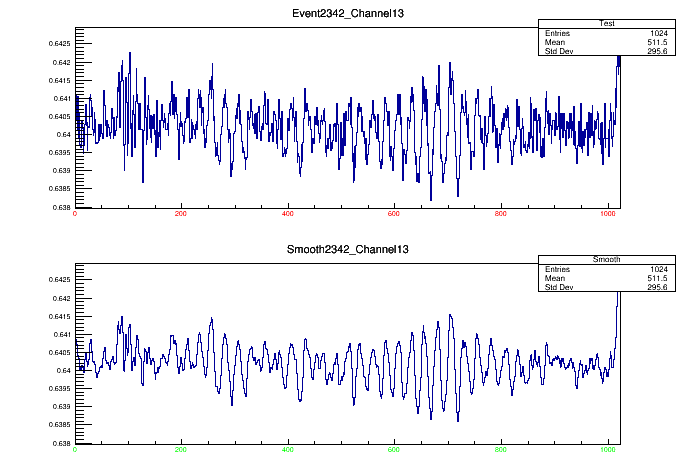 Event2342_Channel13
Test
Entries 1024
Mean 511.5
Std Dev 295.6
0.6425
0.642
0.6415
0.641
0.6405
0.64
0.6395
0.639
0.6385
0.638
0 200 400 600 800 1000
Smooth2342_Channel13
Smooth
Entries 1024
Mean 511.5
Std Dev 295.6
0.6425
0.642
0.6415
0.641
0.6405
0.64
0.6395
0.639
0.6385
0.638
0 200 400 600 800 1000